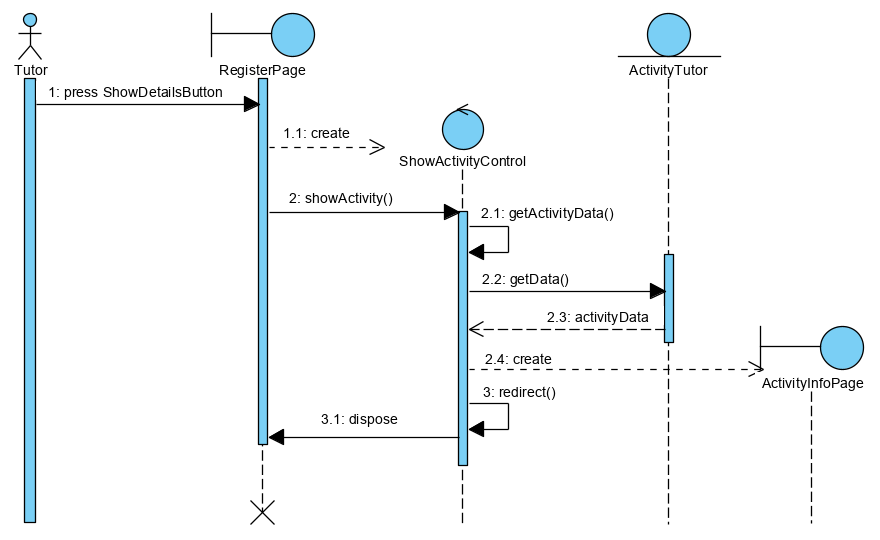 Tutor
RegisterPage
ActivityTutor
1: press ShowDetailsButton
1.1: create
ShowActivityControl
2: showActivity()
2.1: getActivityData()
2.2: getData()
2.3: activityData
2.4: create
ActivityInfoPage
3: redirect()
3.1: dispose